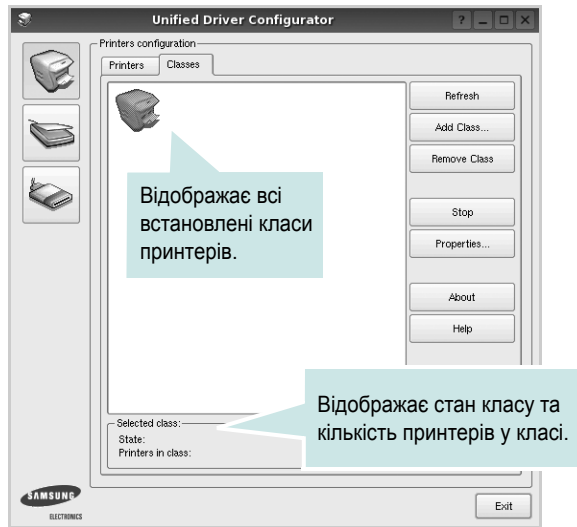 Unified Driver Configurator
Printers configuration
Printers Classes
Refresh
Add Class...
Remove Class
Відображає всі
встановлені класи
принтерів.
Stop
Properties...
About
Help
Відображає стан класу та
кількість принтерів у класі.
Selected class:
State:
Printers in class:
SAMSUNG
ELECTRONICS
Exit